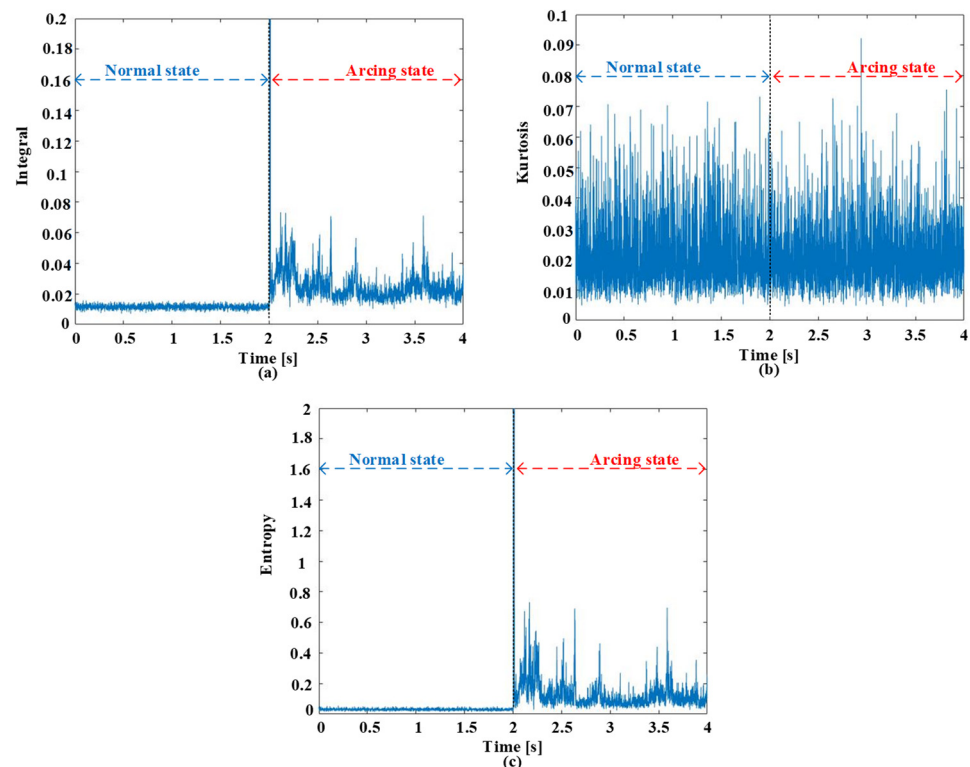 0.2
0.18
0.16
0.14
0.12
0.1
0.08
0.06
0.04
0.02
0
Integral
Normal state
Arcing state
0 0.5 1 1.5 2 2.5 3 3.5 4
Time [s]
(a)
0.1
0.09
0.08
0.07
0.06
0.05
0.04
0.03
0.02
0.01
0
Kurtosis
Normal state
Arcing state
0 0.5 1 1.5 2 2.5 3 3.5 4
Time [s]
(b)
2
1.8
1.6
1.4
1.2
1
0.8
0.6
0.4
0.2
0
Entropy
Normal state
Arcing state
0 0.5 1 1.5 2 2.5 3 3.5 4
Time [s]
(c)